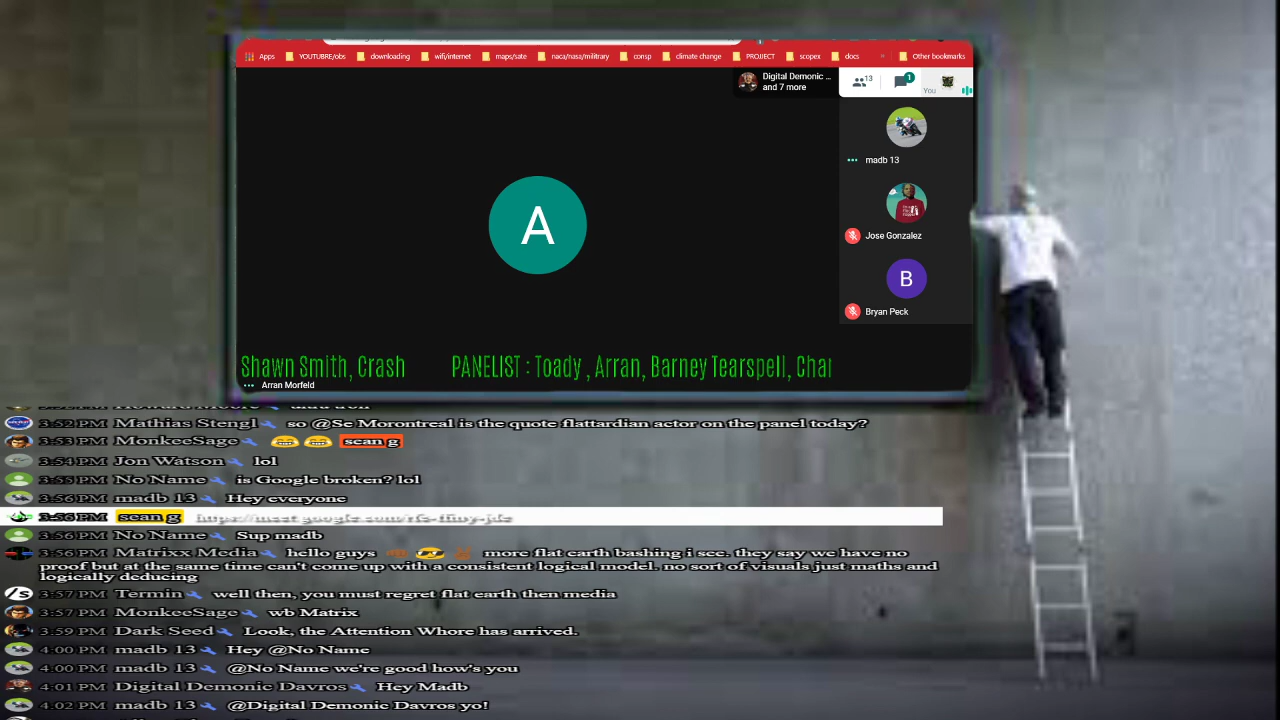 Apps YOUTUBRE/obs downloading wifi/internet maps/sate naca/nasa/militrary consp climate change PROJJECT scopex docs Other bookmarks
Digital Demonic ...
and 7 more
13
1
You
madb 13
Jose Gonzalez
B
Bryan Peck
A
Shawn Smith, Crash PANELIST : Toady , Arran, Barney Tearspell, Char
Arran Morfeld
3:52 PM Mathias Stengl so @Se Morontreal is the quote flattardian actor on the panel today?
3:53 PM MonkeeSage sean g
3:54 PM Jon Watson lol
3:55 PM No Name is Google broken? lol
3:56 PM madb 13 Hey everyone
3:56 PM sean g
3:56 PM No Name Sup madb
3:56 PM Matrixx Media hello guys more flat earth bashing i see. they say we have no
proof but at the same time can't come up with a consistent logical model. no sort of visuals just maths and
logically deducing
/s
3:57 PM Termin well then, you must regret flat earth then media
3:57 PM MonkeeSage wb Matrix
3:59 PM Dark Seed Look, the Attention Whore has arrived.
4:00 PM madb 13 Hey @No Name
4:00 PM madb 13 @No Name we're good how's you
4:01 PM Digital Demonic Davros Hey Madb
4:02 PM madb 13 @Digital Demonic Davros yo!